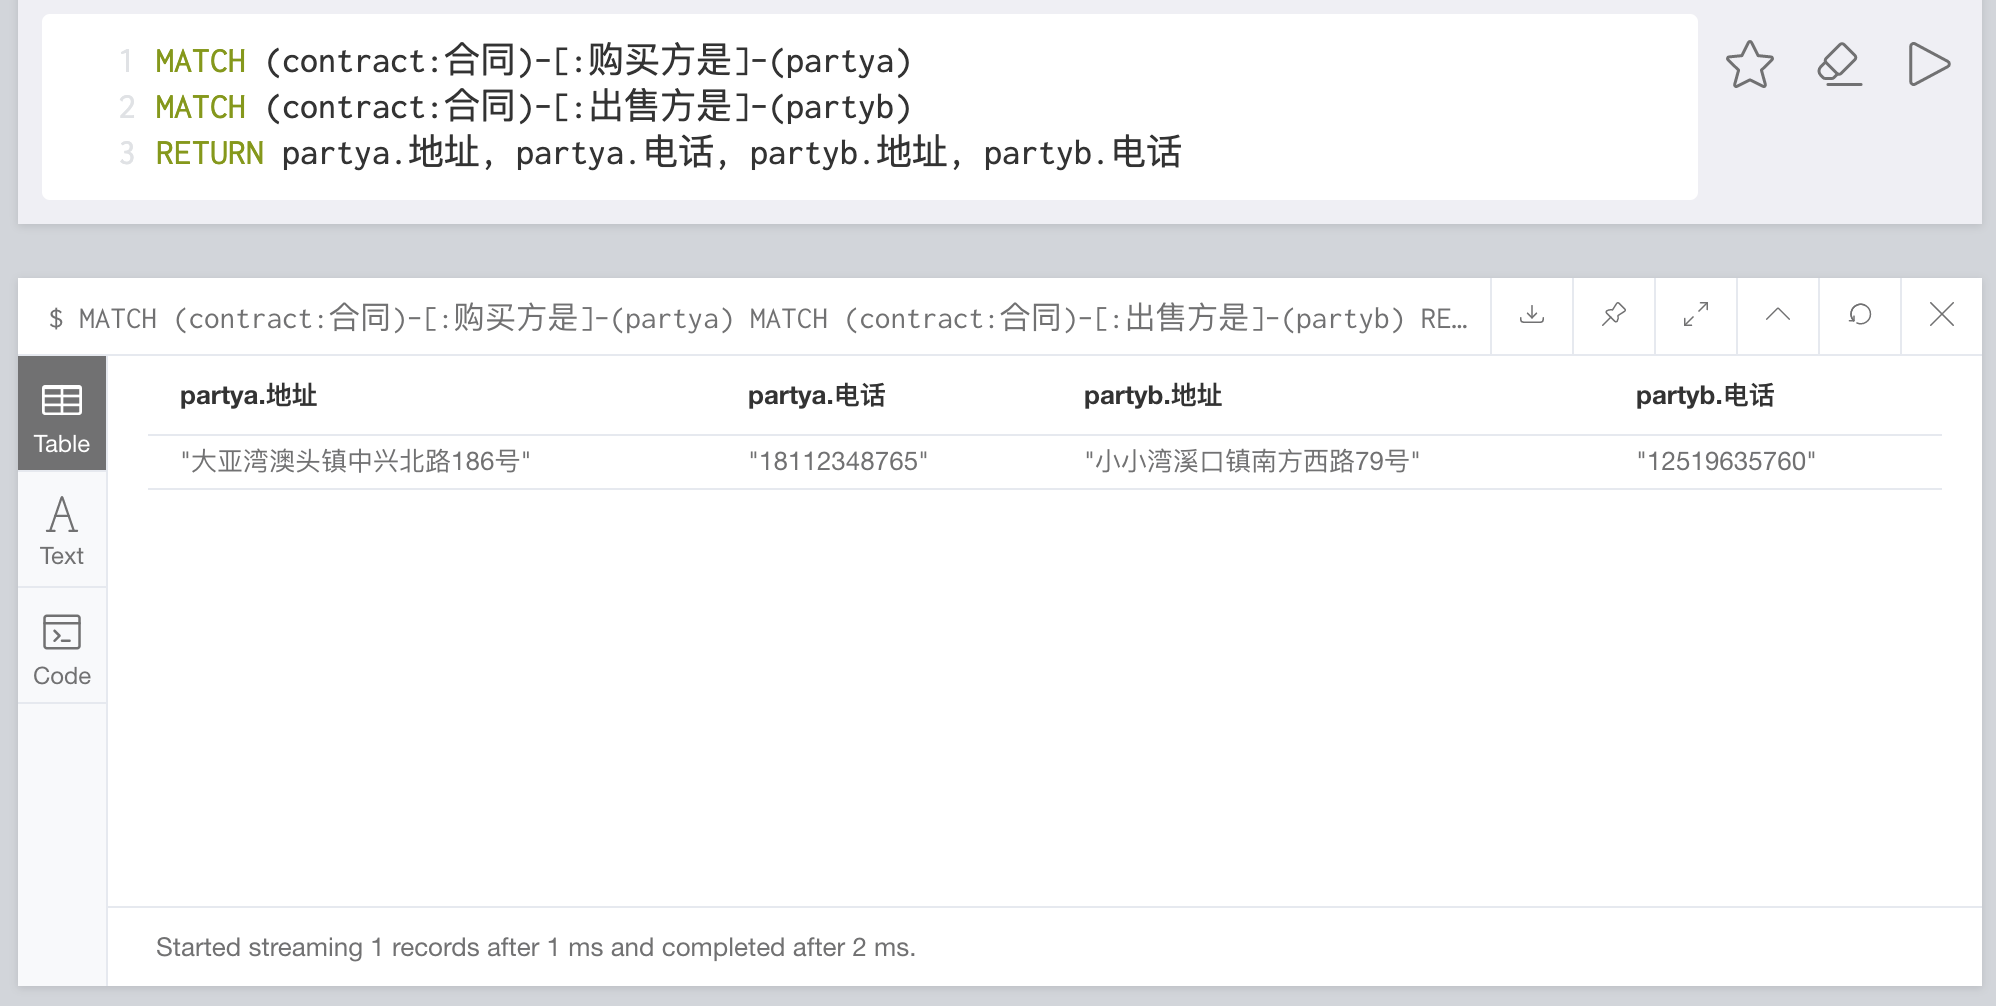 1 MATCH (contract:合同)-[:购买方是]-(partya)
2 MATCH (contract:合同)-[:出售方是]-(partyb)
3 RETURN partya.地址, partya.电话, partyb.地址, partyb.电话
$ MATCH (contract:合同)-[:购买方是]-(partya) MATCH (contract:合同)-[:出售方是]-(partyb) RE…
Table
Text
Code
partya.地址 partya.电话 partyb.地址 partyb.电话
"大亚湾澳头镇中兴北路186号" "18112348765" "小小湾溪口镇南方西路79号" "12519635760"
Started streaming 1 records after 1 ms and completed after 2 ms.